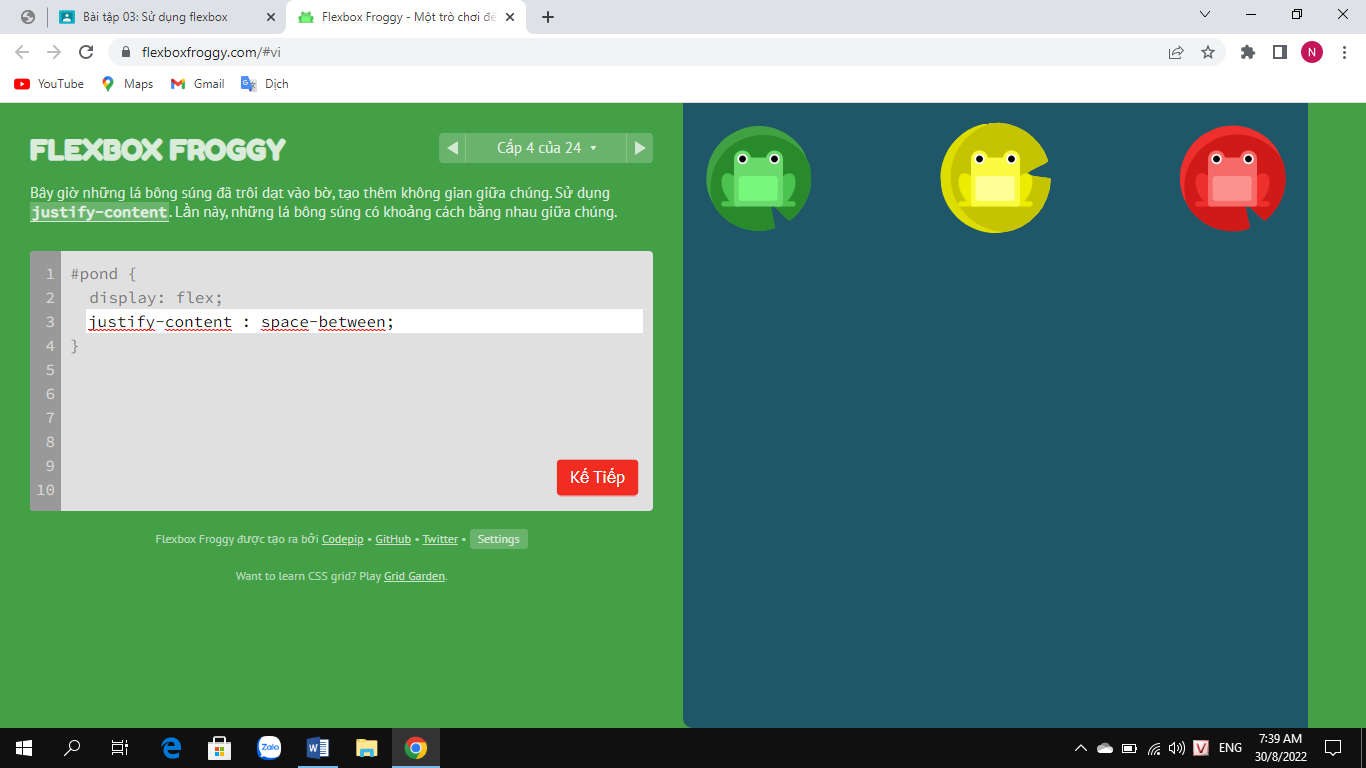 Bài tập 03: Sử dụng flexbox
Flexbox Froggy - Một trò chơi để
flexboxfroggy.com/#vi
N
YouTube
Maps
Gmail
Dịch
FLEXBOX FROGGY
Cấp 4 của 24
Bây giờ những lá bông súng đã trôi dạt vào bờ, tạo thêm không gian giữa chúng. Sử dụng
justify-content. Lần này, những lá bông súng có khoảng cách bằng nhau giữa chúng.
1 #pond {
2 display: flex;
3 justify-content : space-between;
4 }
5
6
7
8
9
10
Kế Tiếp
Flexbox Froggy được tạo ra bởi Codepip • GitHub • Twitter • Settings
Want to learn CSS grid? Play Grid Garden.
Zalo
W
V
ENG
7:39 AM
30/8/2022